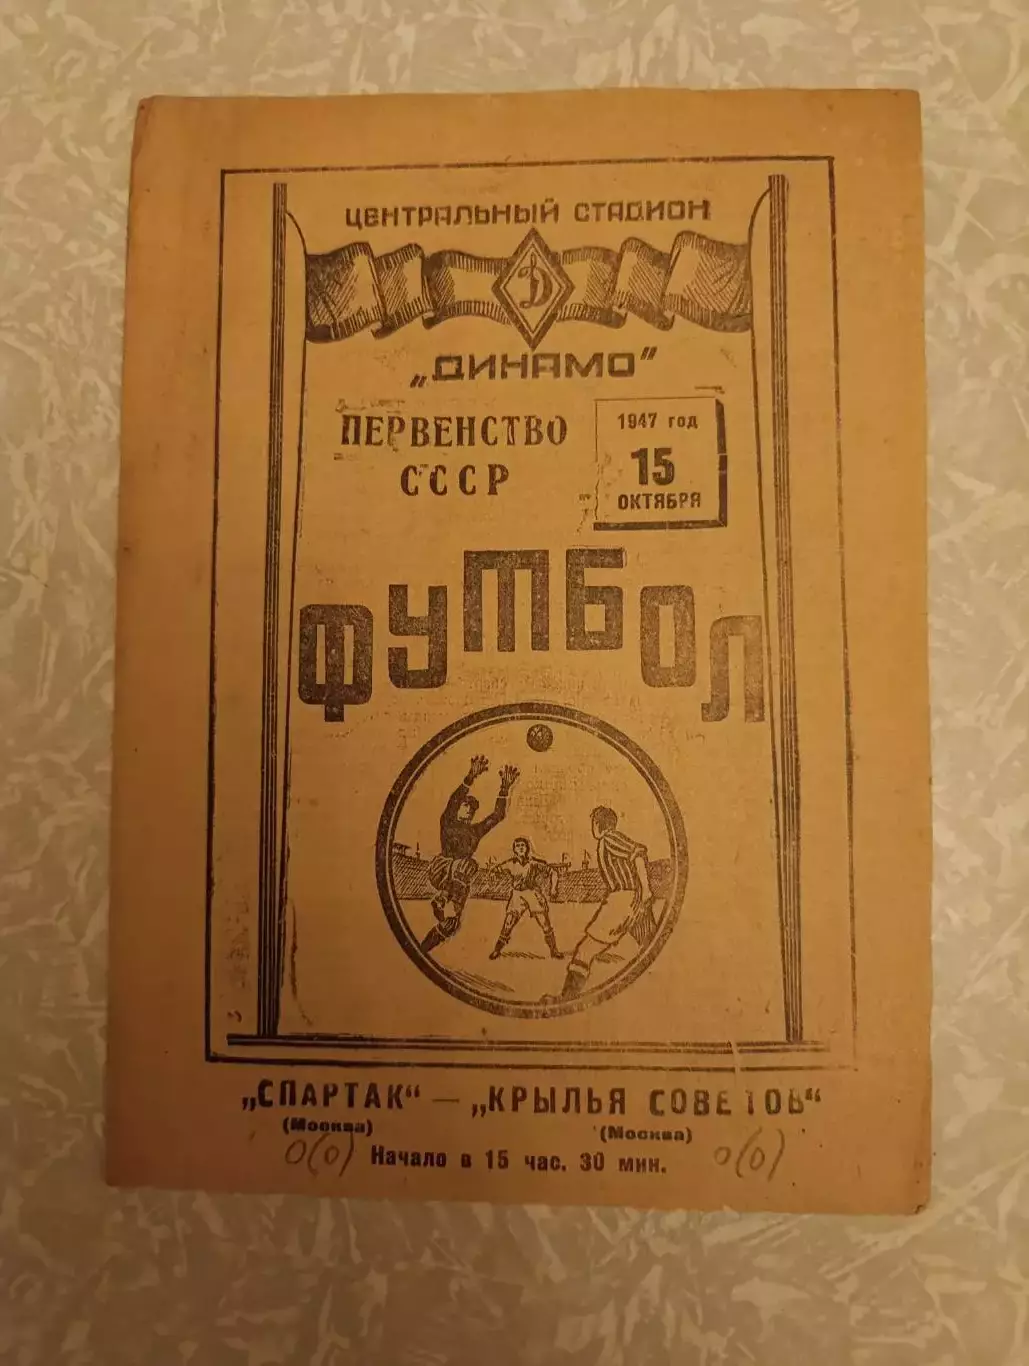 ЦЕНТРАЛЬНЫЙ СТАДИОН
Д
„ДИНАМО"
ПЕРВЕНСТВО
СССР
1947 год
15
ОКТЯБРЯ
ФУТБОЛ
„СПАРТАК" — „КРЫЛЬЯ СОВЕТОВ"
(Москва) (Москва)
0(0) Начало в 15 час. 30 мин. 0(0)